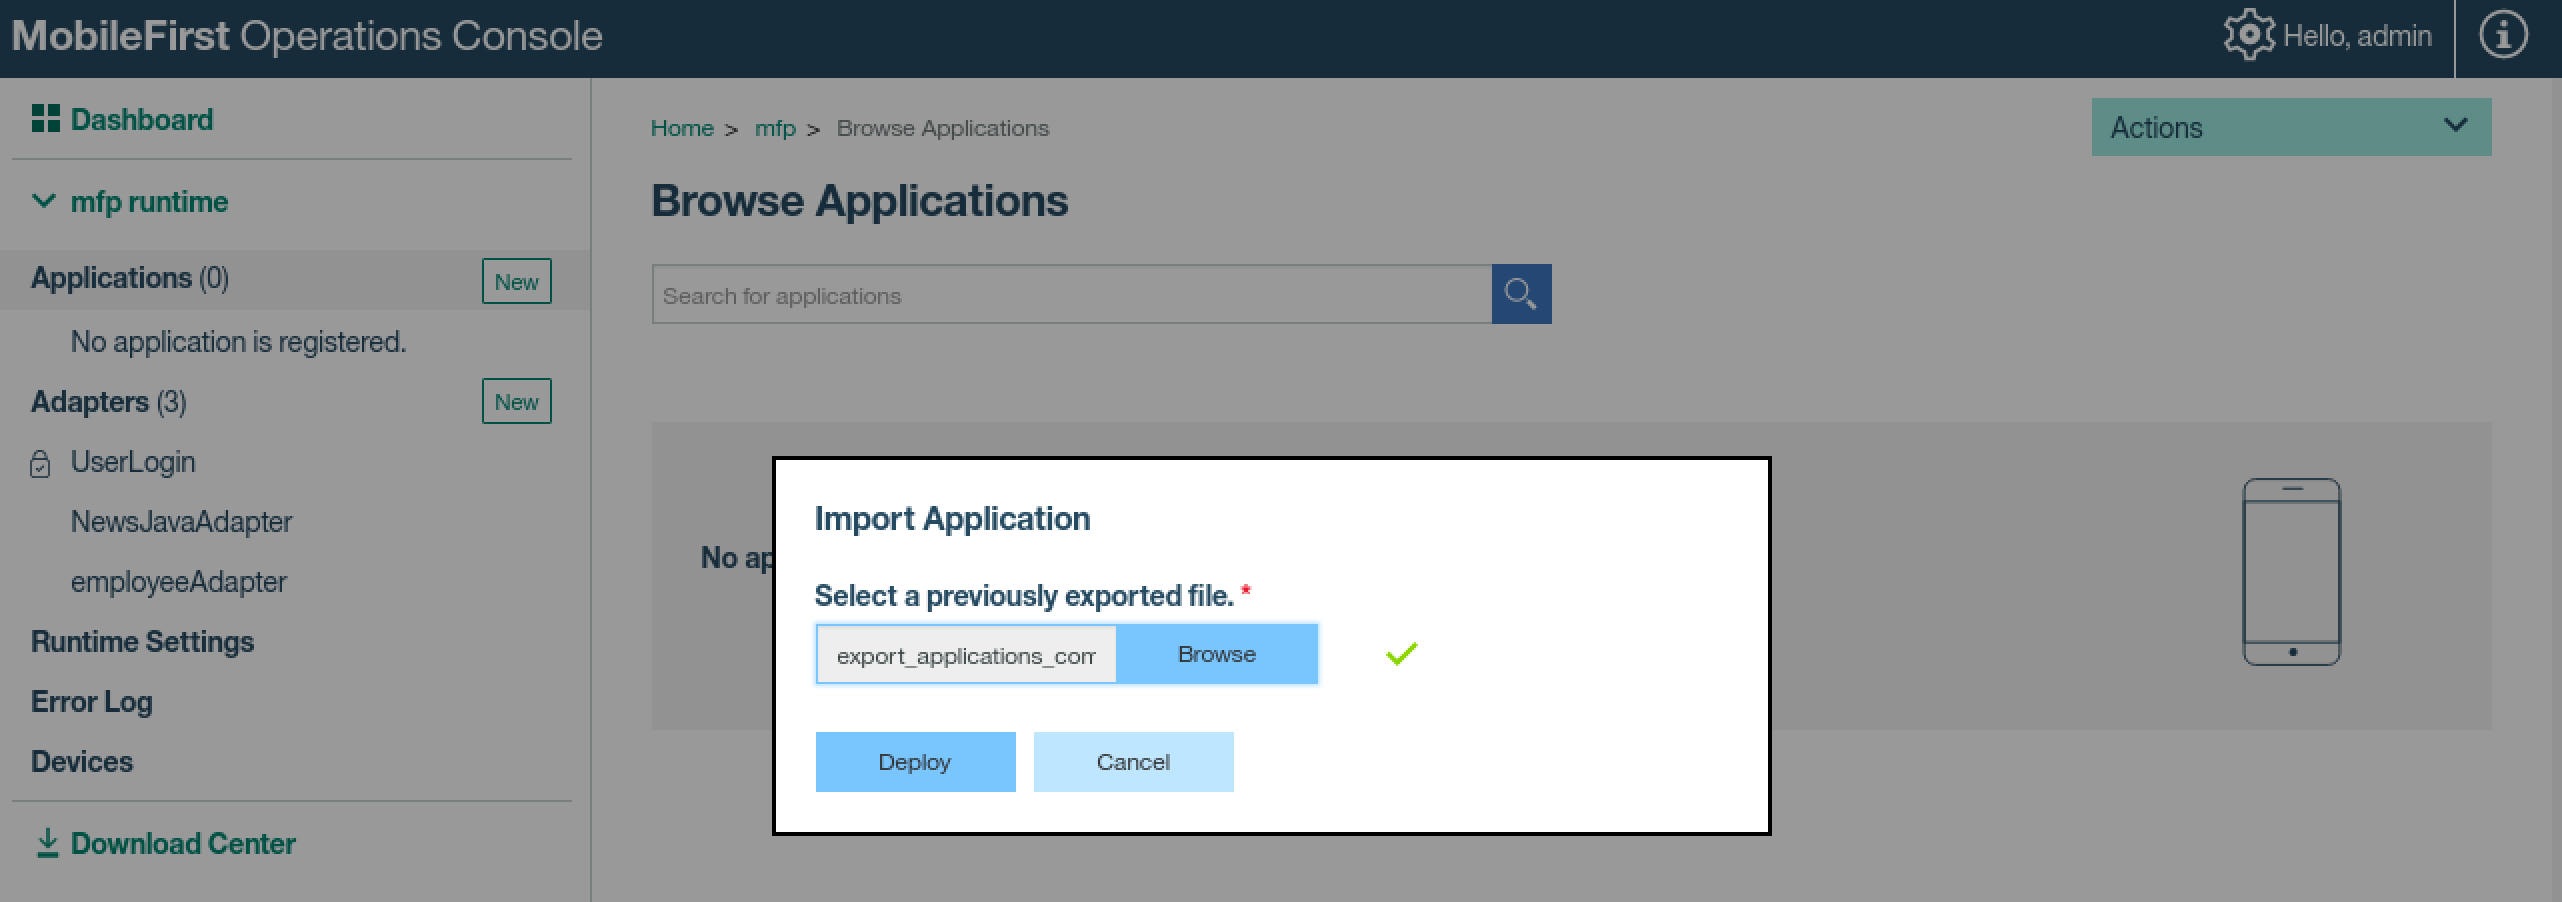 MobileFirst Operations Console
Hello, admin
Dashboard
mfp runtime
Applications (0)
New
No application is registered.
Adapters (3)
New
UserLogin
NewsJavaAdapter
employeeAdapter
Runtime Settings
Error Log
Devices
Download Center
Home > mfp > Browse Applications
Actions
Browse Applications
Search for applications
No ap
Import Application
Select a previously exported file. *
export_applications_com
Browse
Deploy
Cancel